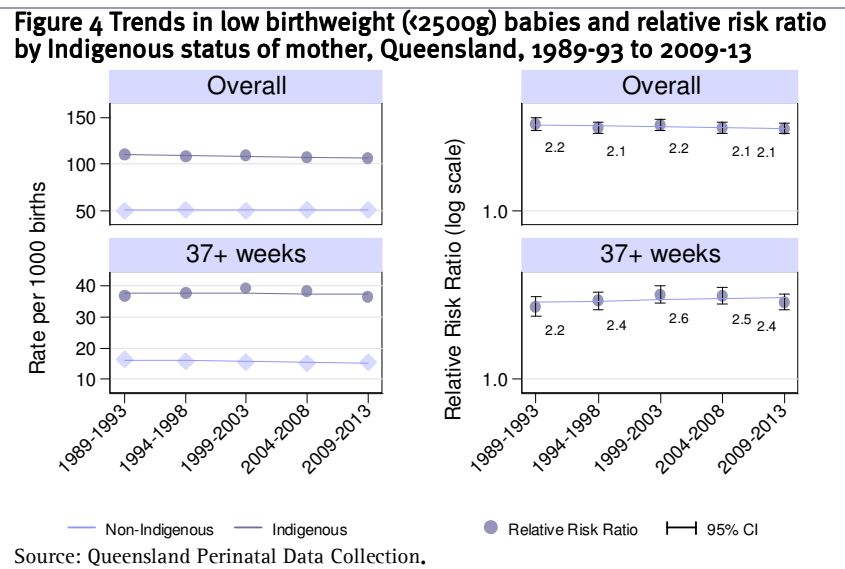 Figure 4 Trends in low birthweight (<2500g) babies and relative risk ratio
by Indigenous status of mother, Queensland, 1989-93 to 2009-13
Overall
150
100
50
37+ weeks
40
30
20
10
Rate per 1000 births
1989-1993
1994-1998
1999-2003
2004-2008
2009-2013
Overall
2.2
2.1
2.2
2.1
2.1
1.0
37+ weeks
2.2
2.4
2.6
2.5
2.4
1.0
Relative Risk Ratio (log scale)
1989-1993
1994-1998
1999-2003
2004-2008
2009-2013
Non-Indigenous
Indigenous
Relative Risk Ratio
95% CI
Source: Queensland Perinatal Data Collection.